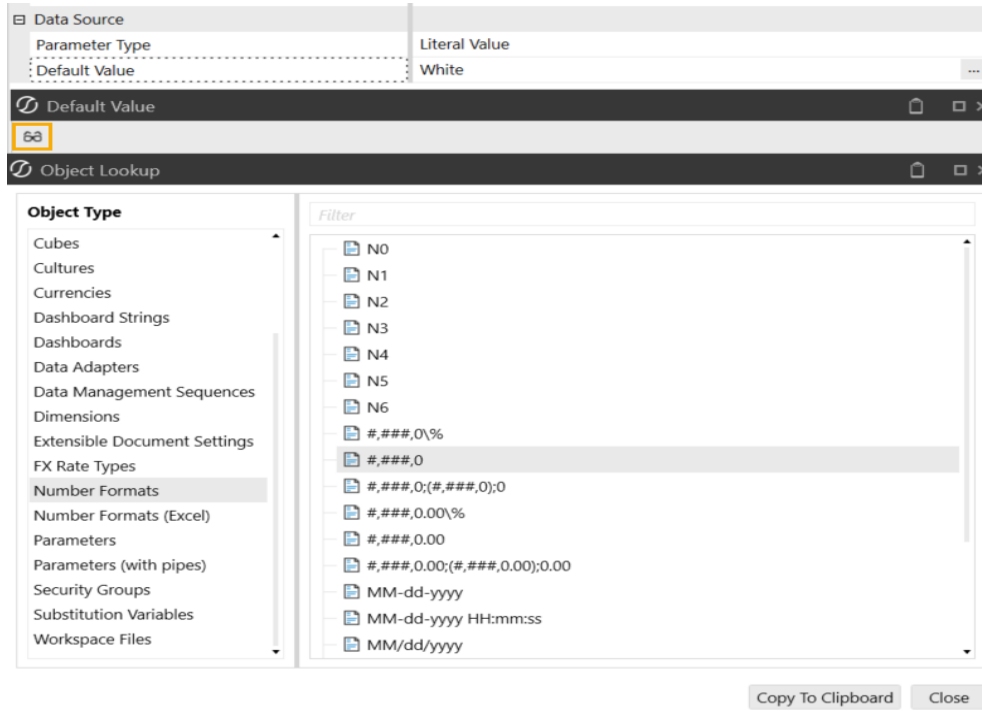 Data Source
Parameter Type Literal Value
Default Value White ...
Default Value
Object Lookup
Object Type
Filter
Cubes
Cultures
Currencies
Dashboard Strings
Dashboards
Data Adapters
Data Management Sequences
Dimensions
Extensible Document Settings
FX Rate Types
Number Formats
Number Formats (Excel)
Parameters
Parameters (with pipes)
Security Groups
Substitution Variables
Workspace Files
N0
N1
N2
N3
N4
N5
N6
#,###,0\%
#,###,0
#,###,0;(#,###,0);0
#,###,0.00\%
#,###,0.00
#,###,0.00;(#,###,0.00);0.00
MM-dd-yyyy
MM-dd-yyyy HH:mm:ss
MM/dd/yyyy
Copy To Clipboard Close